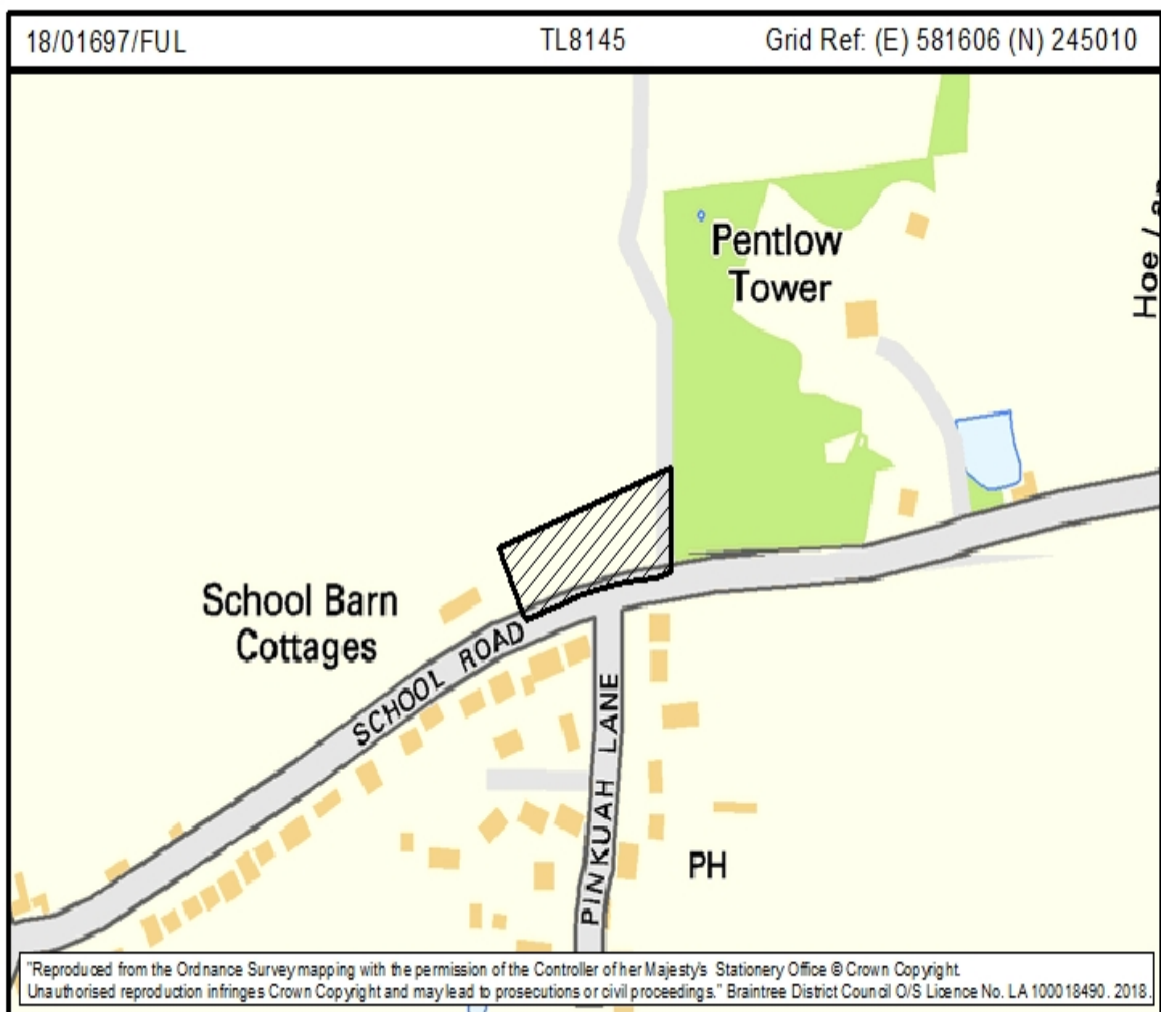 18/01697/FUL TL8145 Grid Ref: (E) 581606 (N) 245010
Pentlow
Tower
Hoe
School Barn
Cottages
SCHOOL ROAD
PINKUAH LANE
PH
"Reproduced from the Ordnance Survey mapping with the permission of the Controller of her Majesty's Stationery Office © Crown Copyright.
Unauthorised reproduction infringes Crown Copyright and may lead to prosecutions or civil proceedings." Braintree District Council O/S Licence No. LA 100018490. 2018.